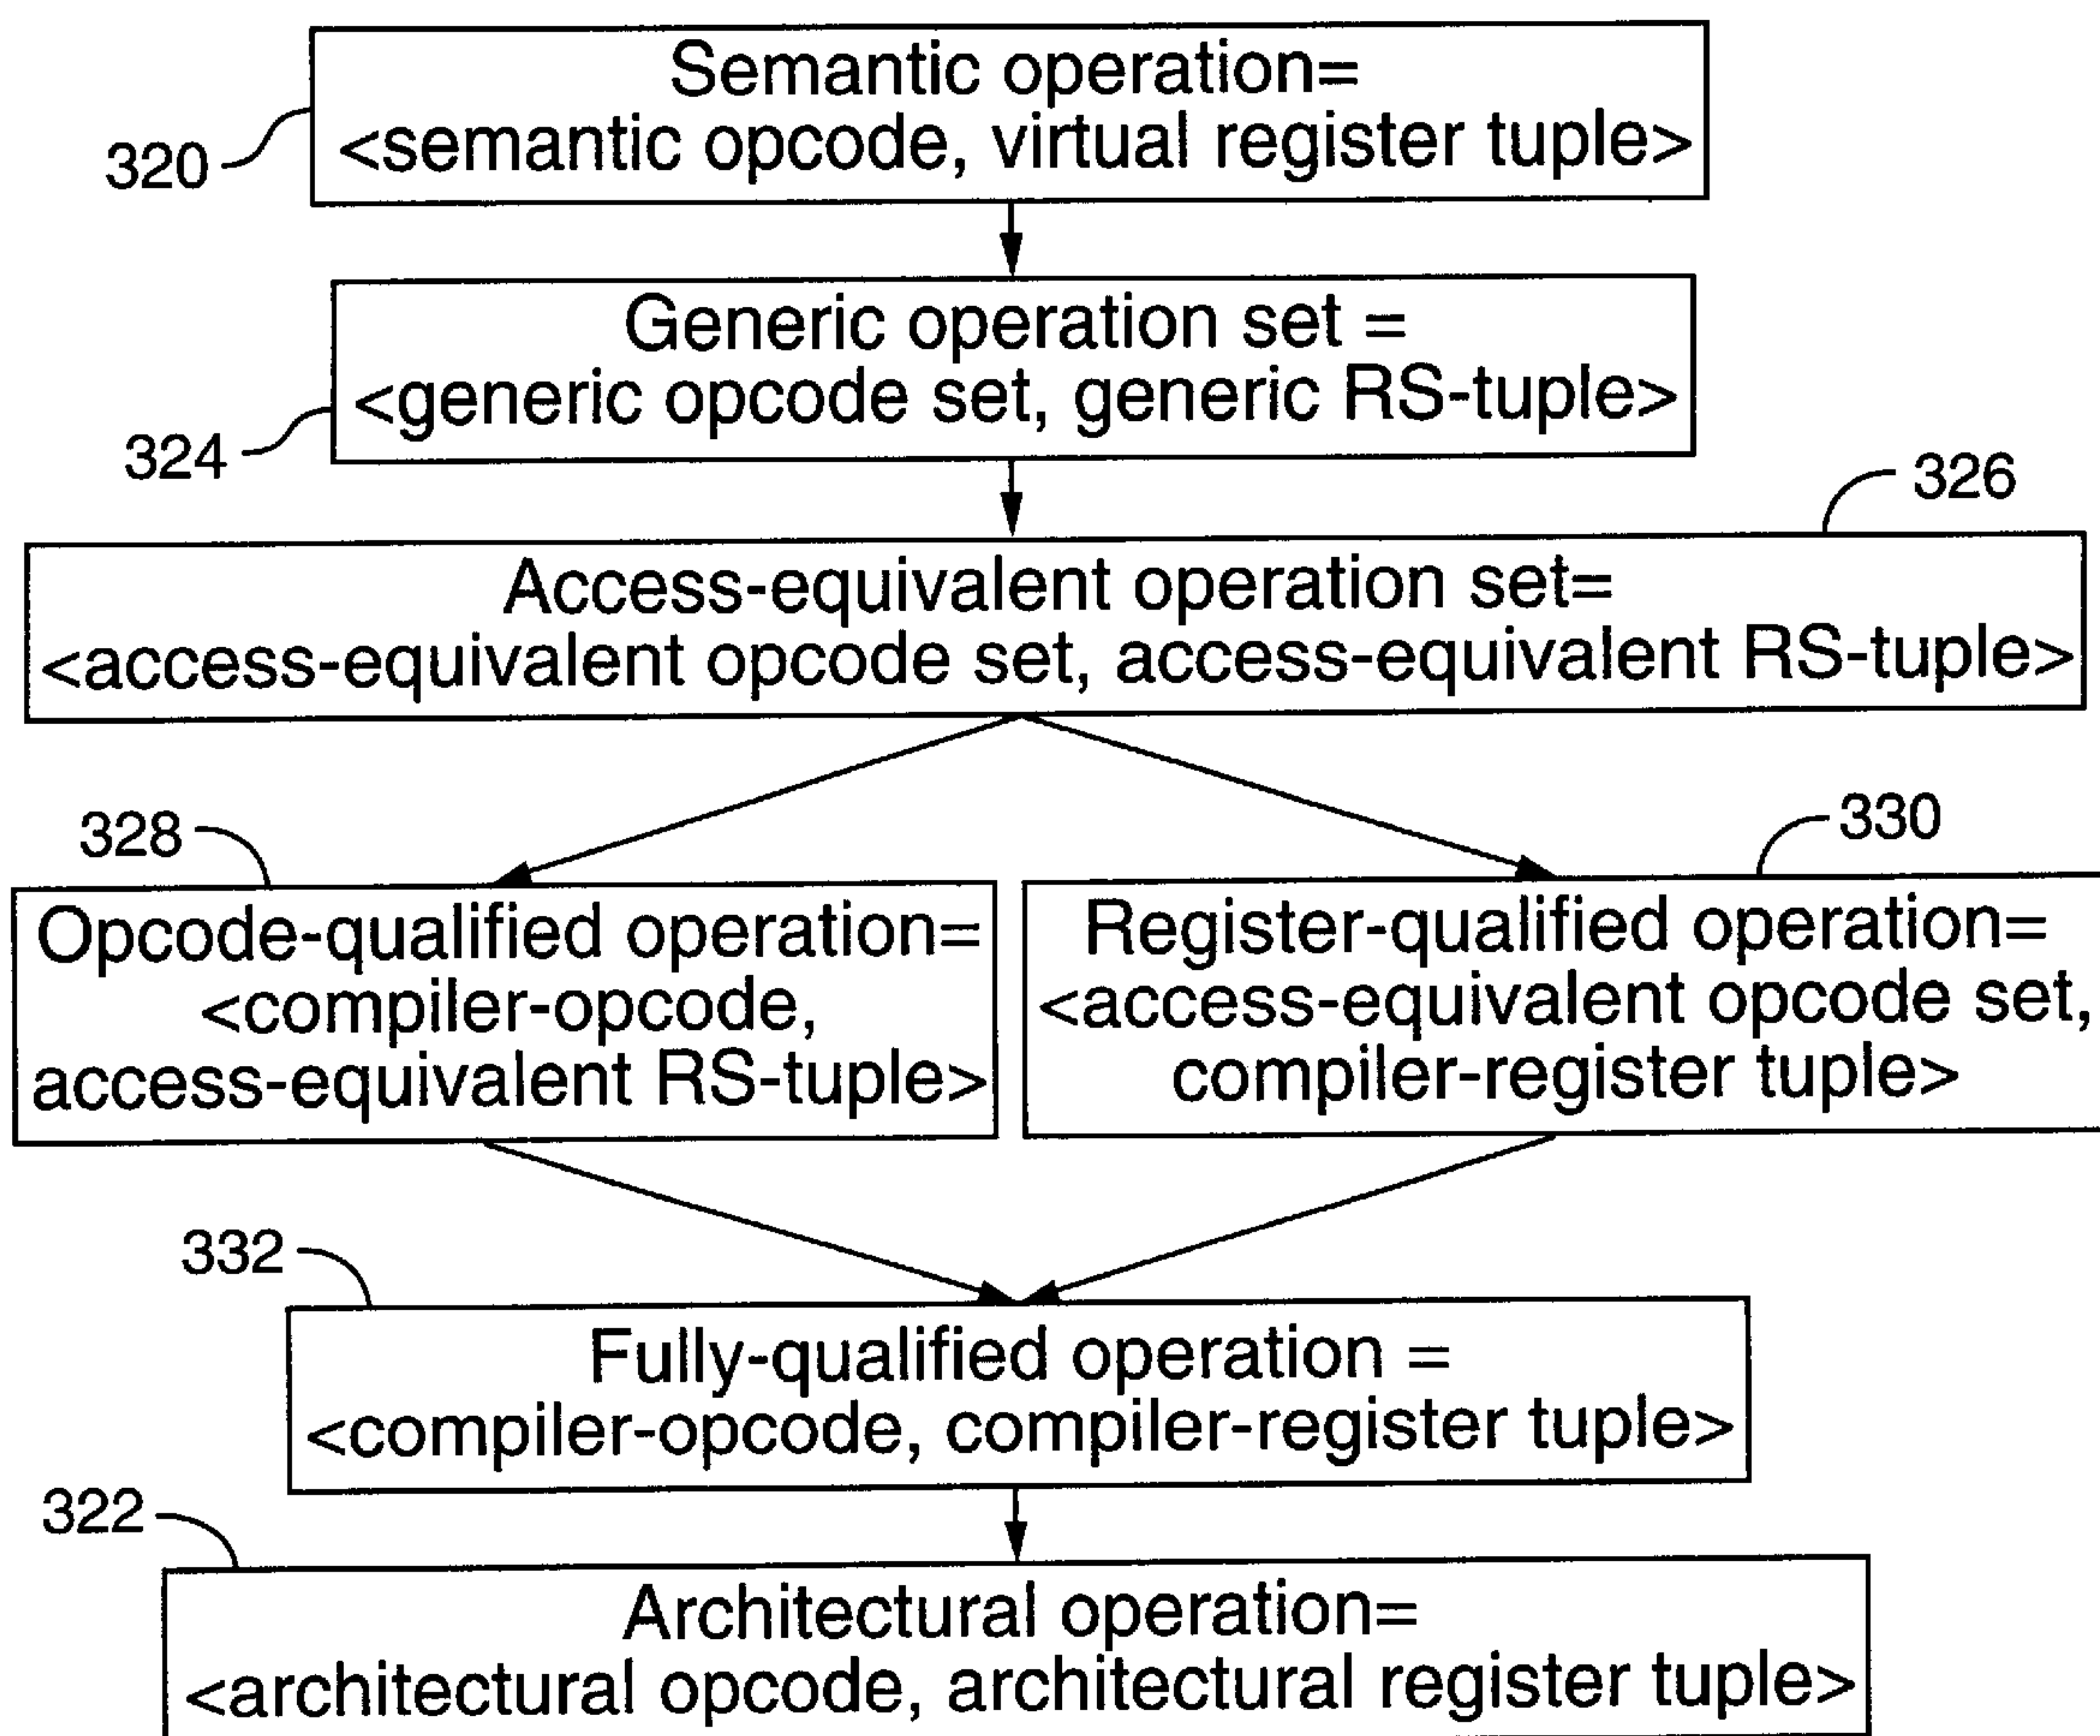 Semantic operation=
<semantic opcode, virtual register tuple>
320
Generic operation set =
<generic opcode set, generic RS-tuple>
324
326
Access-equivalent operation set=
<access-equivalent opcode set, access-equivalent RS-tuple>
328
330
Opcode-qualified operation=
<compiler-opcode,
access-equivalent RS-tuple>
Register-qualified operation=
<access-equivalent opcode set,
compiler-register tuple>
332
Fully-qualified operation =
<compiler-opcode, compiler-register tuple>
322
Architectural operation=
<architectural opcode, architectural register tuple>